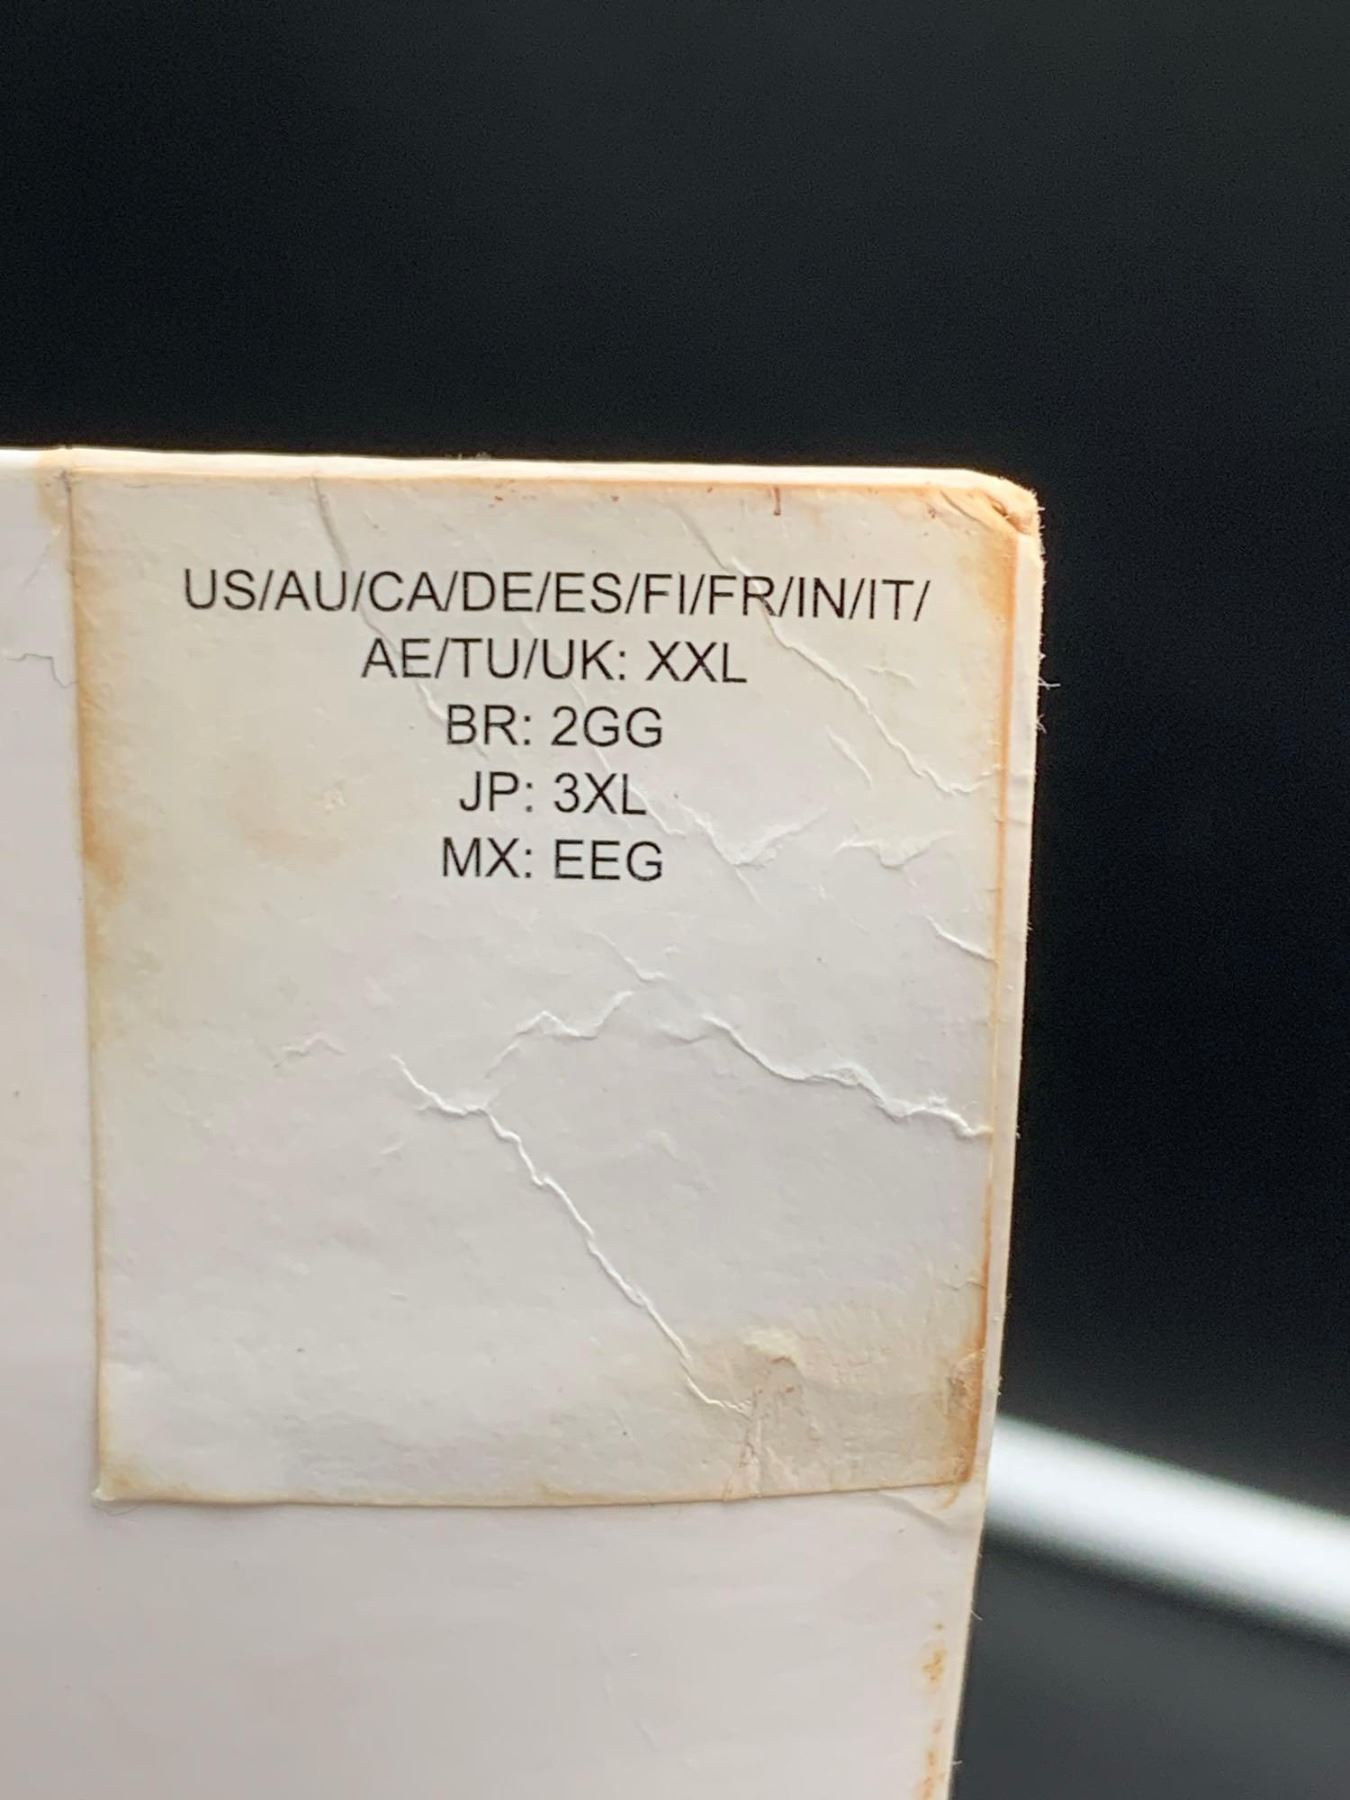 US/AU/CA/DE/ES/FI/FR/IN/IT/
AE/TU/UK: XXL
BR: 2GG
JP: 3XL
MX: EEG